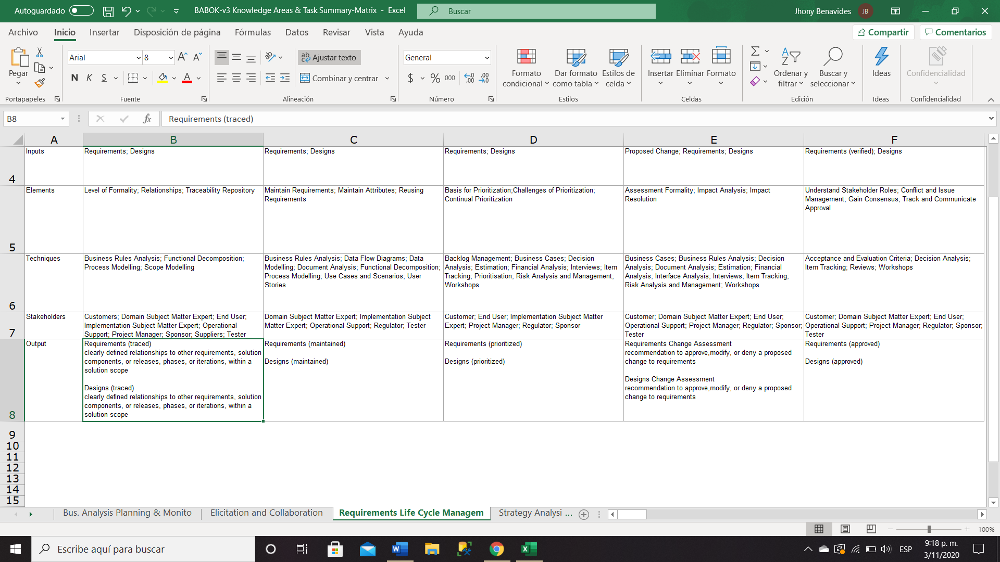 Autoguardado
BABOK-v3 Knowledge Areas & Task Summary-Matrix - Excel
Buscar
Jhony Benavides
JB
Archivo
Inicio
Insertar
Disposición de página
Fórmulas
Datos
Revisar
Vista
Ayuda
Compartir
Comentarios
Pegar
Portapapeles
Arial
8
N K S
Fuente
Ajustar texto
Combinar y centrar
Alineación
General
$ % 000
Número
Formato condicional
Dar formato como tabla
Estilos de celda
Estilos
Insertar
Eliminar
Formato
Celdas
Ordenar y filtrar
Buscar y seleccionar
Edición
Ideas
Ideas
Confidencialidad
Confidencialidad
B8
fx
Requirements (traced)
A B C D E F
4
Inputs
Requirements; Designs
Requirements; Designs
Requirements; Designs
Proposed Change; Requirements; Designs
Requirements (verified); Designs
5
Elements
Level of Formality; Relationships; Traceability Repository
Maintain Requirements; Maintain Attributes; Reusing
Requirements
Basis for Prioritization;Challenges of Prioritization;
Continual Prioritization
Assessment Formality; Impact Analysis; Impact
Resolution
Understand Stakeholder Roles; Conflict and Issue
Management; Gain Consensus; Track and Communicate
Approval
6
Techniques
Business Rules Analysis; Functional Decomposition;
Process Modelling; Scope Modelling
Business Rules Analysis; Data Flow Diagrams; Data
Modelling; Document Analysis; Functional Decomposition;
Process Modelling; Use Cases and Scenarios; User
Stories
Backlog Management; Business Cases; Decision
Analysis; Estimation; Financial Analysis; Interviews; Item
Tracking; Prioritisation; Risk Analysis and Management;
Workshops
Business Cases; Business Rules Analysis; Decision
Analysis; Document Analysis; Estimation; Financial
Analysis; Interface Analysis; Interviews; Item Tracking;
Risk Analysis and Management; Workshops
Acceptance and Evaluation Criteria; Decision Analysis;
Item Tracking; Reviews; Workshops
7
Stakeholders
Customers; Domain Subject Matter Expert; End User;
Implementation Subject Matter Expert; Operational
Support; Project Manager; Sponsor; Suppliers; Tester
Domain Subject Matter Expert; Implementation Subject
Matter Expert; Operational Support; Regulator; Tester
Customer; End User; Implementation Subject Matter
Expert; Project Manager; Regulator; Sponsor
Customer; Domain Subject Matter Expert; End User;
Operational Support; Project Manager; Regulator; Sponsor;
Tester
Customer; Domain Subject Matter Expert; End User;
Operational Support; Project Manager; Regulator; Sponsor;
Tester
8
Output
Requirements (traced)
clearly defined relationships to other requirements, solution
components, or releases, phases, or iterations, within a
solution scope
Designs (traced)
clearly defined relationships to other requirements, solution
components, or releases, phases, or iterations, within a
solution scope
Requirements (maintained)
Designs (maintained)
Requirements (prioritized)
Designs (prioritized)
Requirements Change Assessment
recommendation to approve,modify, or deny a proposed
change to requirements
Designs Change Assessment
recommendation to approve,modify, or deny a proposed
change to requirements
Requirements (approved)
Designs (approved)
9
10
11
12
13
14
15
Bus. Analysis Planning & Monito
Elicitation and Collaboration
Requirements Life Cycle Managem
Strategy Analysi ...
100%
Escribe aquí para buscar
ESP
9:18 p. m.
3/11/2020